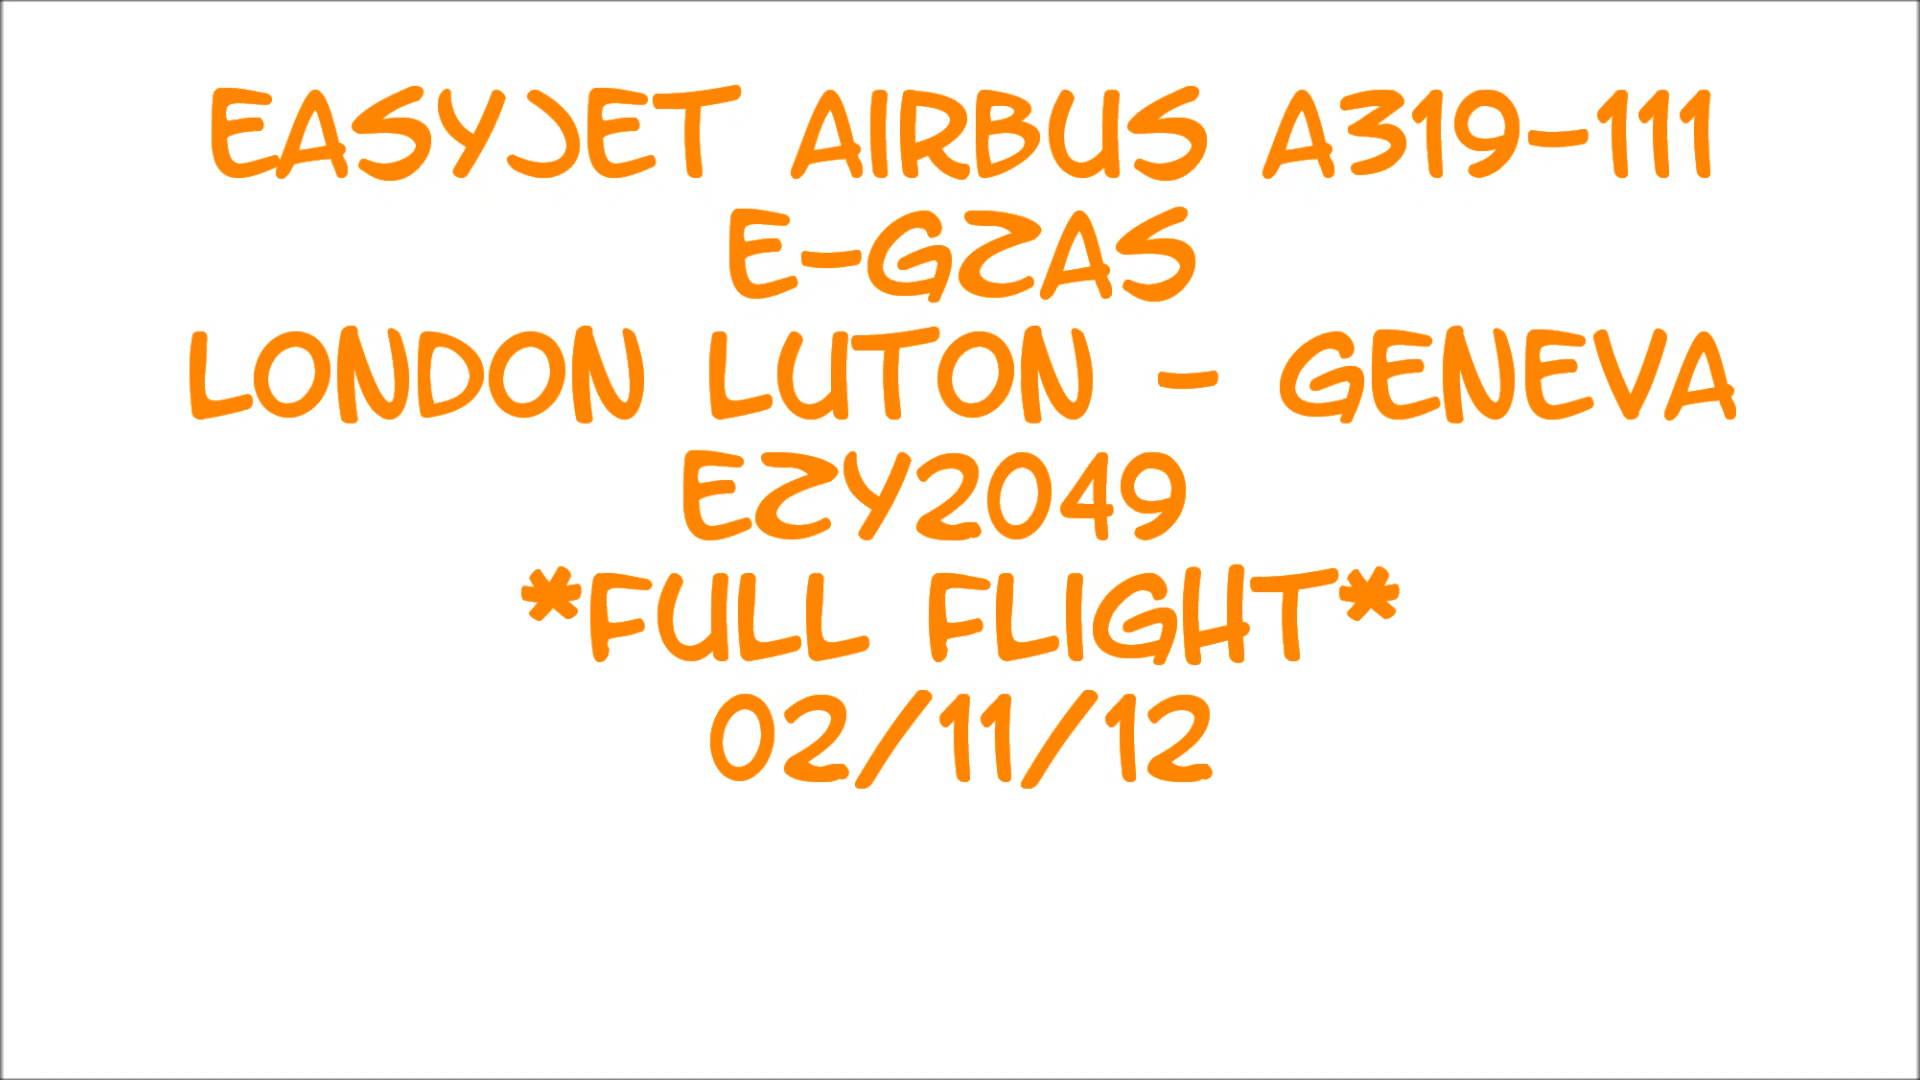 EASYJET AIRBUS A319-111
E-GZAS
LONDON LUTON - GENEVA
EZY2049
*FULL FLIGHT*
02/11/12